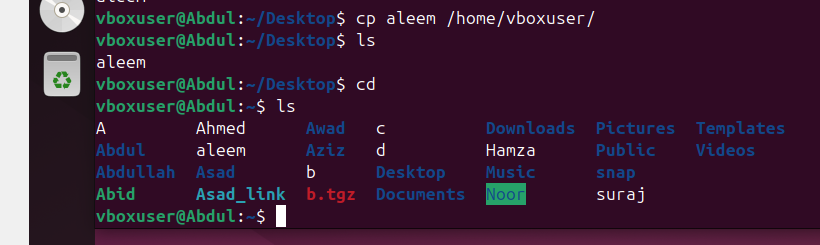 aleem
vboxuser@Abdul:~/Desktop$ cp aleem /home/vboxuser/
vboxuser@Abdul:~/Desktop$ ls
aleem
vboxuser@Abdul:~/Desktop$ cd
vboxuser@Abdul:~$ ls
A Ahmed Awad c Downloads Pictures Templates
Abdul aleem Aziz d Hamza Public Videos
Abdullah Asad b Desktop Music snap
Abid Asad_link b.tgz Documents Noor suraj
vboxuser@Abdul:~$